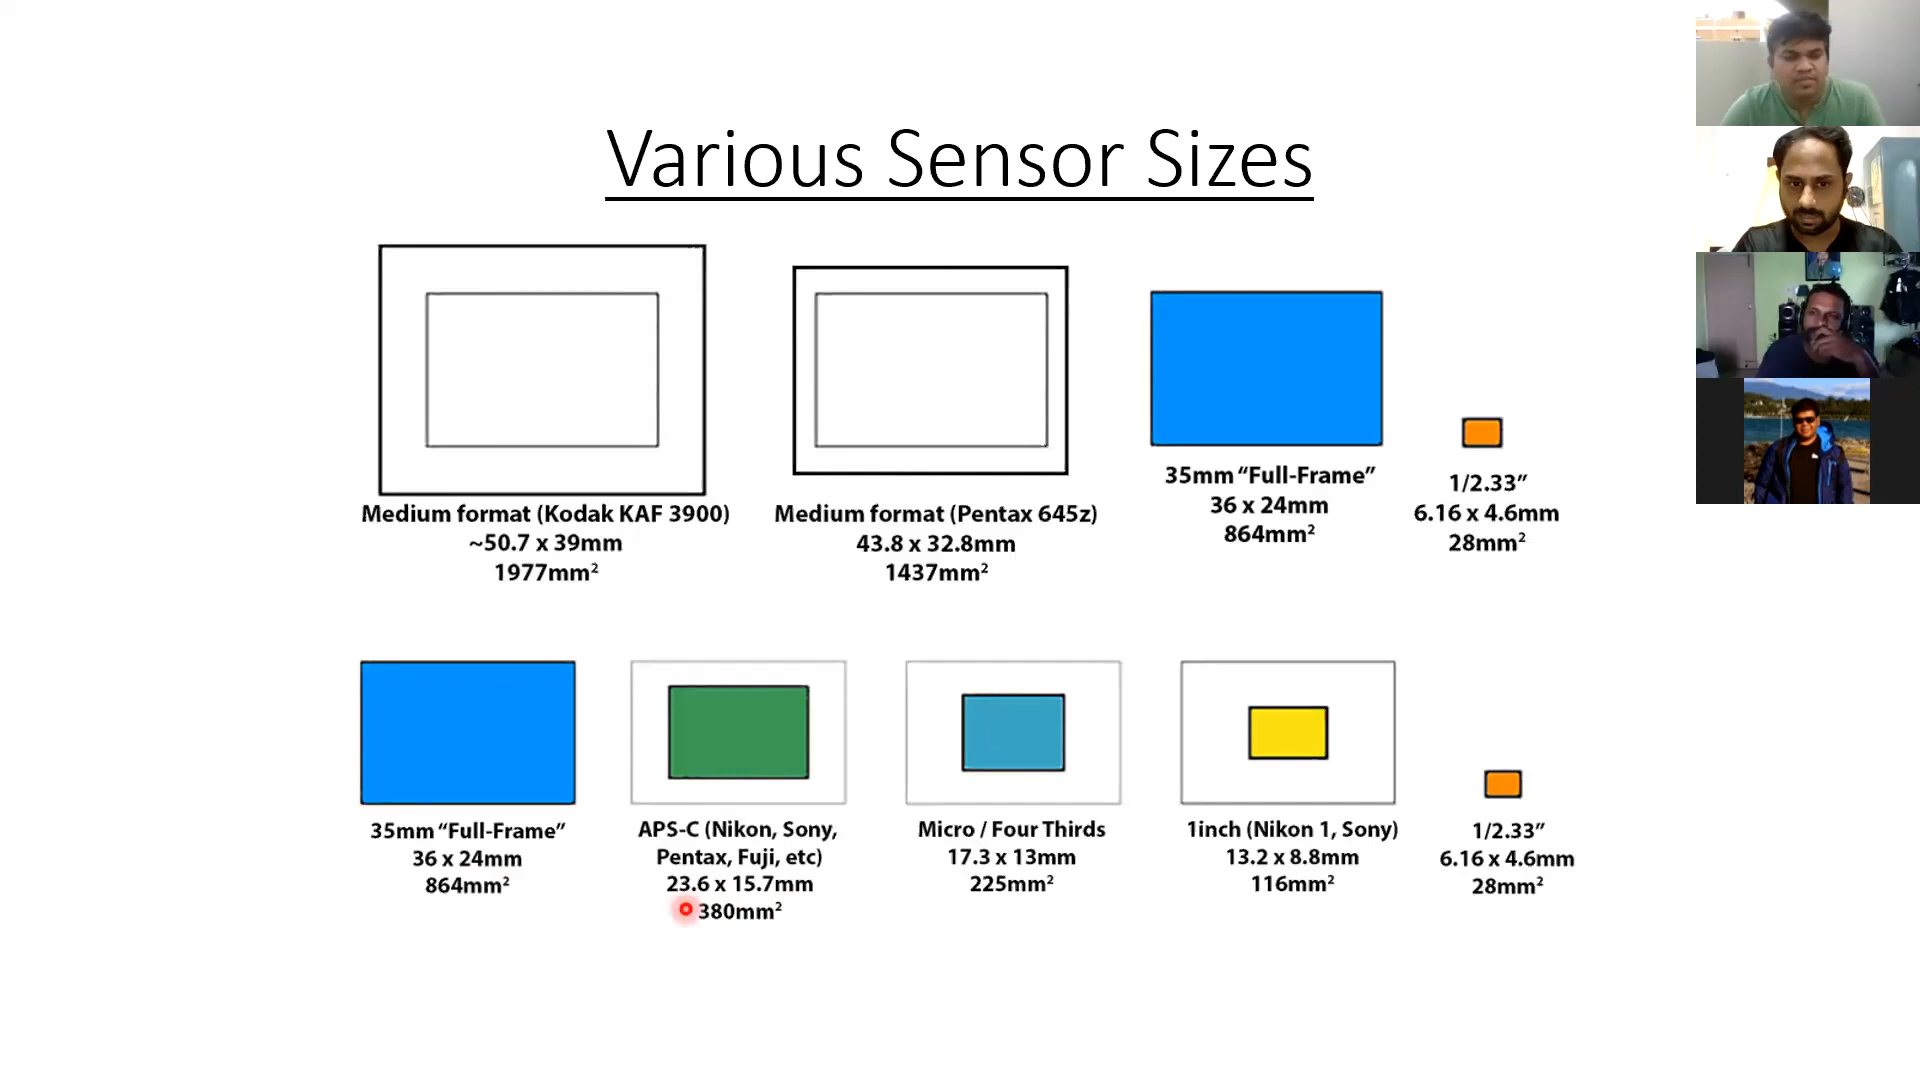 Various Sensor Sizes
Medium format (Kodak KAF 3900)
~50.7 x 39mm
1977mm²
Medium format (Pentax 645z)
43.8 x 32.8mm
1437mm²
35mm “Full-Frame”
36 x 24mm
864mm²
1/2.33”
6.16 x 4.6mm
28mm²
35mm “Full-Frame”
36 x 24mm
864mm²
APS-C (Nikon, Sony,
Pentax, Fuji, etc)
23.6 x 15.7mm
380mm²
Micro / Four Thirds
17.3 x 13mm
225mm²
1inch (Nikon 1, Sony)
13.2 x 8.8mm
116mm²
1/2.33”
6.16 x 4.6mm
28mm²